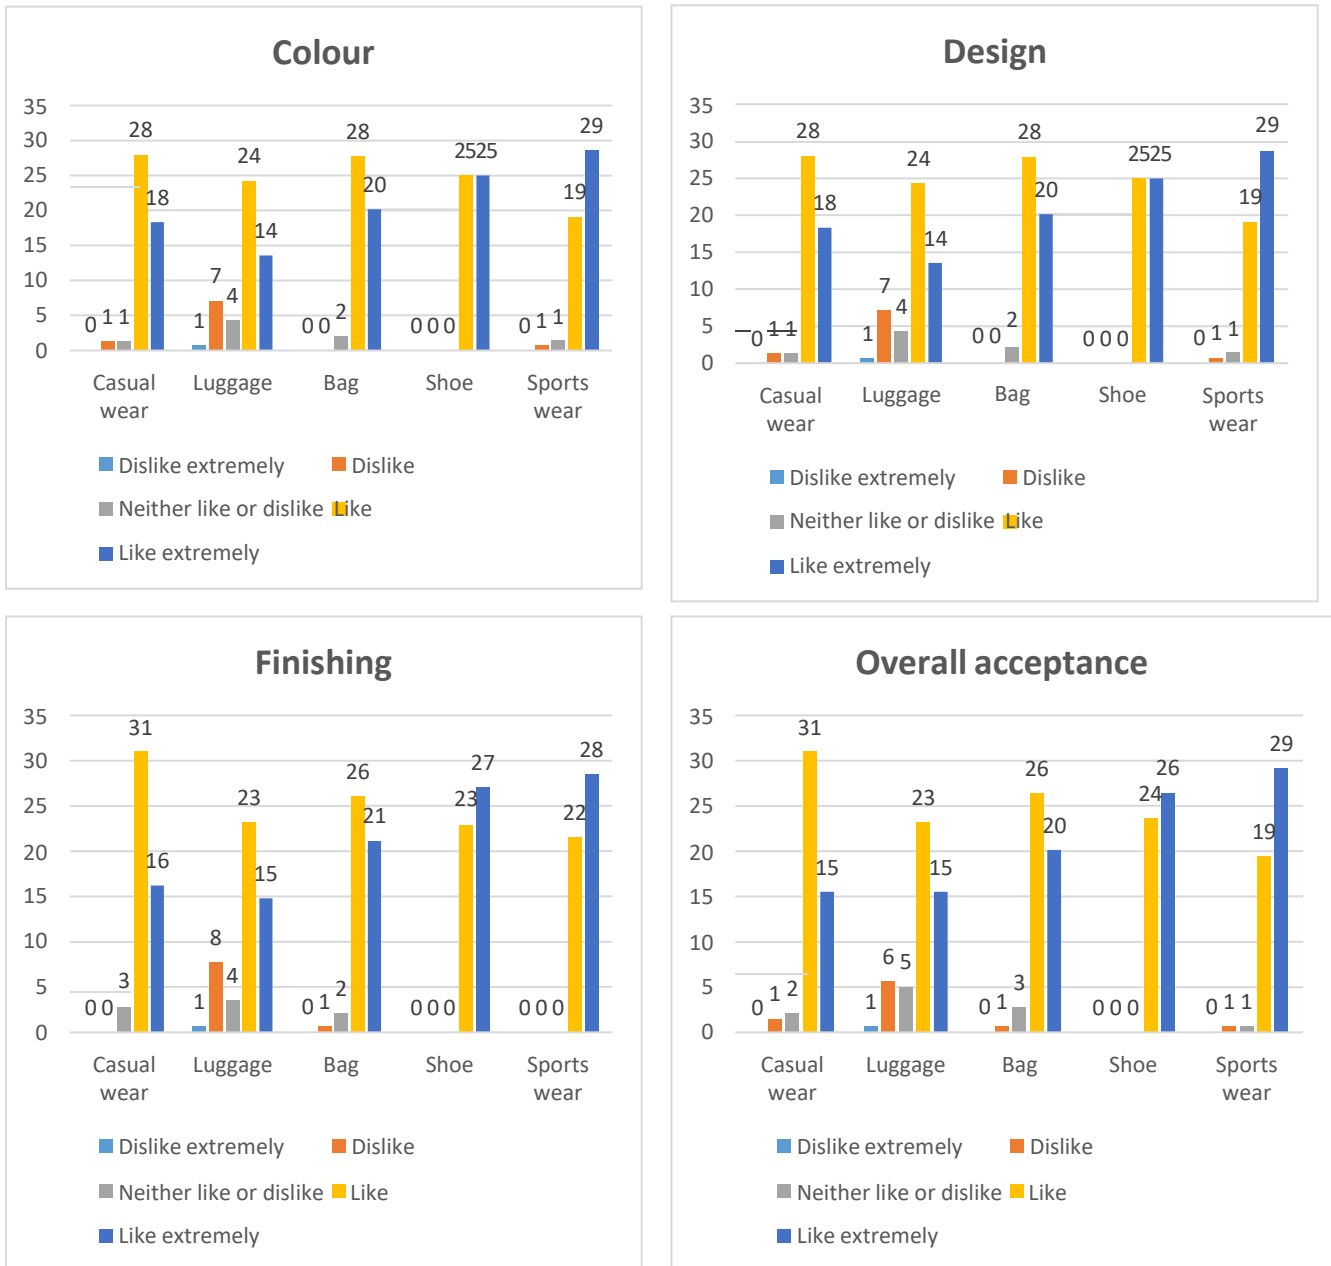 Colour
35
30
25
20
15
10
5
0
0 1 1 28 18
1 7 4 24 14
0 0 2 28 20
0 0 0 25 25
0 1 1 19 29
Casual wear
Luggage
Bag
Shoe
Sports wear
Dislike extremely
Dislike
Neither like or dislike
Like
Like extremely
Design
35
30
25
20
15
10
5
0
0 1 1 28 18
1 7 4 24 14
0 0 2 28 20
0 0 0 25 25
0 1 1 19 29
Casual wear
Luggage
Bag
Shoe
Sports wear
Dislike extremely
Dislike
Neither like or dislike
Like
Like extremely
Finishing
35
30
25
20
15
10
5
0
0 0 3 31 16
1 8 4 23 15
0 1 2 26 21
0 0 0 23 27
0 0 0 22 28
Casual wear
Luggage
Bag
Shoe
Sports wear
Dislike extremely
Dislike
Neither like or dislike
Like
Like extremely
Overall acceptance
35
30
25
20
15
10
5
0
0 1 2 31 15
1 6 5 23 15
0 1 3 26 20
0 0 0 24 26
0 1 1 19 29
Casual wear
Luggage
Bag
Shoe
Sports wear
Dislike extremely
Dislike
Neither like or dislike
Like
Like extremely